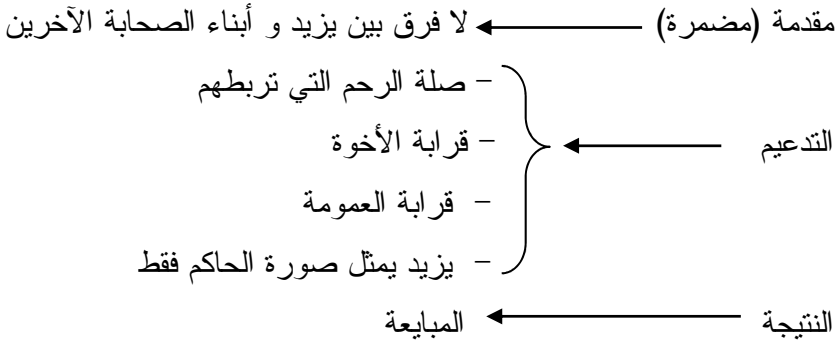 مقدمة (مضمرة) لا فرق بين يزيد و أبناء الصحابة الآخرين
- صلة الرحم التي تربطهم
التدعيم - قرابة الأخوة
- قرابة العمومة
- يزيد يمثل صورة الحاكم فقط
النتيجة المبايعة